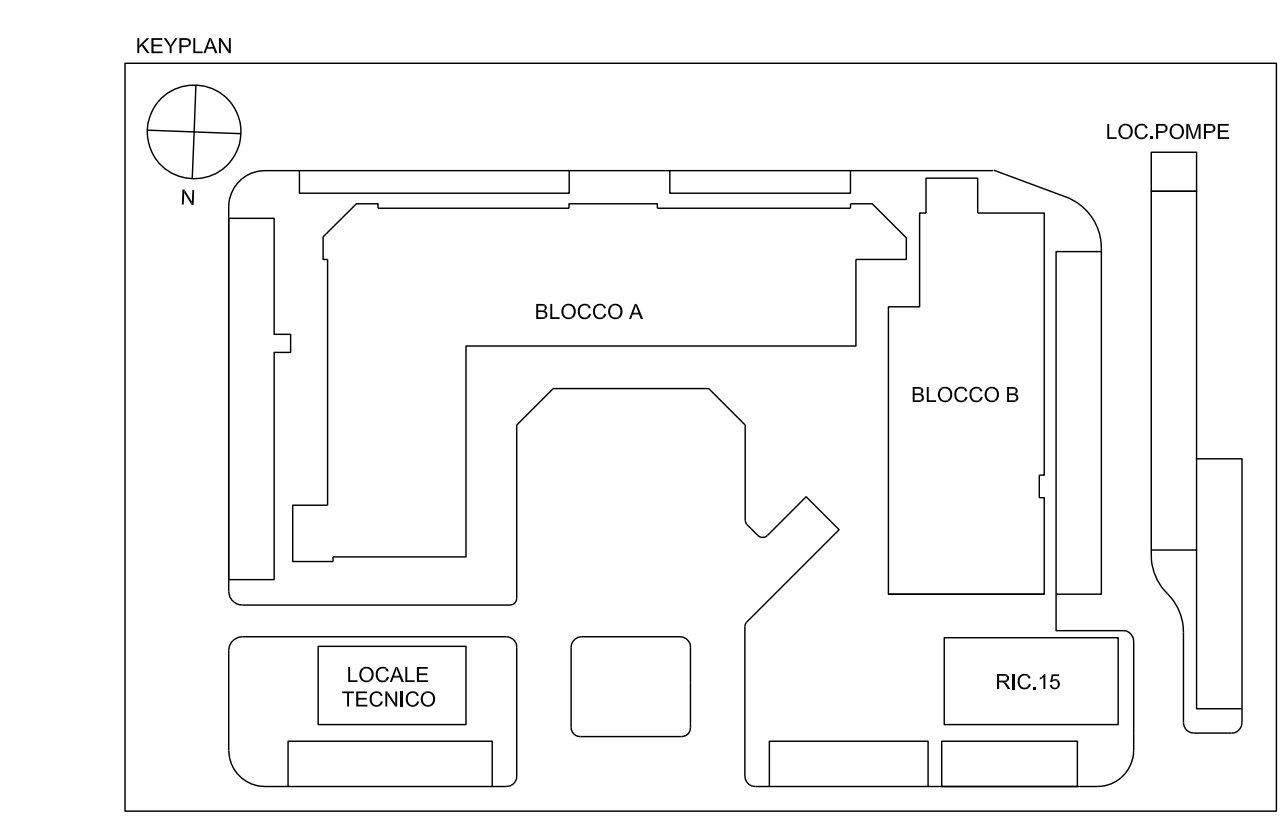 KEYPLAN
LOC.POMPE
N
BLOCCO A
BLOCCO B
LOCALE
TECNICO
RIC.15